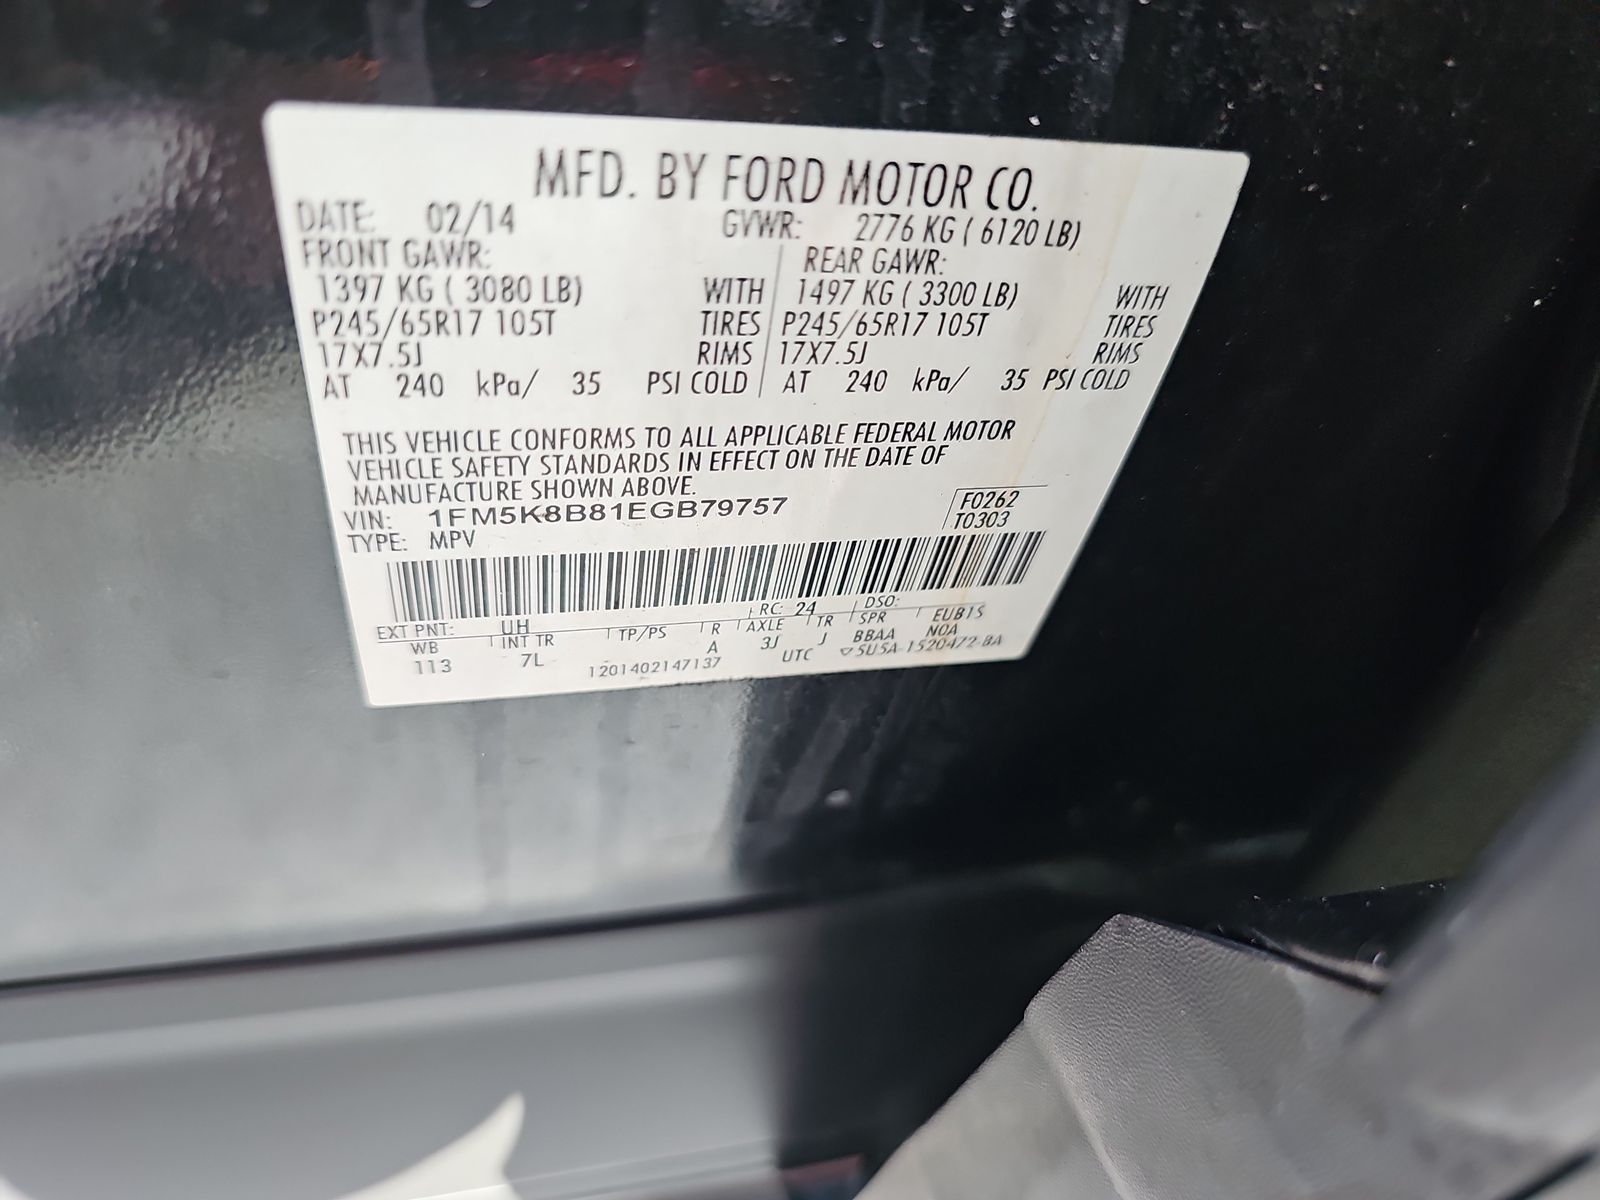 MFD. BY FORD MOTOR CO.
DATE: 02/14 GVWR: 2776 KG ( 6120 LB)
FRONT GAWR: REAR GAWR:
1397 KG ( 3080 LB) WITH 1497 KG ( 3300 LB) WITH
P245/65R17 105T TIRES P245/65R17 105T TIRES
17X7.5J RIMS 17X7.5J RIMS
AT 240 kPa/ 35 PSI COLD AT 240 kPa/ 35 PSI COLD
THIS VEHICLE CONFORMS TO ALL APPLICABLE FEDERAL MOTOR
VEHICLE SAFETY STANDARDS IN EFFECT ON THE DATE OF
MANUFACTURE SHOWN ABOVE.
VIN: 1FM5K8B81EGB79757 F0262
TYPE: MPV T0303
EXT PNT: UH RC: 24 DSO:
WB INT TR TP/PS R AXLE TR SPR EUB1S
113 7L A 3J J BBAA NOA
1201402147137 UTC ▽5U5A-1520472-BA